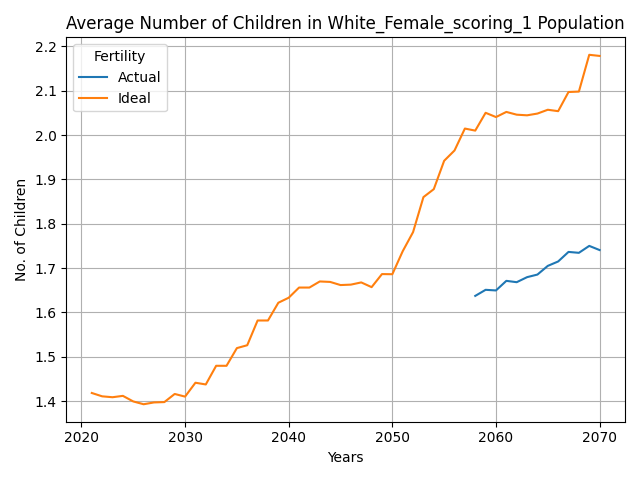 Average Number of Children in White_Female_scoring_1 Population
Fertility
Actual
Ideal
No. of Children
2.2
2.1
2.0
1.9
1.8
1.7
1.6
1.5
1.4
2020 2030 2040 2050 2060 2070
Years